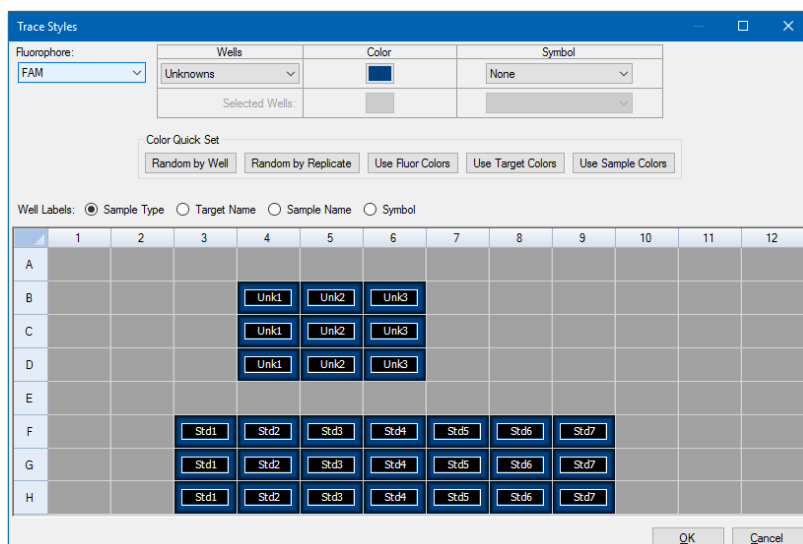 Trace Styles
Fluorophore: Wells Color Symbol
FAM Unknowns None
Selected Wells:
Color Quick Set
Random by Well Random by Replicate Use Fluor Colors Use Target Colors Use Sample Colors
Well Labels: Sample Type Target Name Sample Name Symbol
1 2 3 4 5 6 7 8 9 10 11 12
A
B Unk1 Unk2 Unk3
C Unk1 Unk2 Unk3
D Unk1 Unk2 Unk3
E
F Std1 Std2 Std3 Std4 Std5 Std6 Std7
G Std1 Std2 Std3 Std4 Std5 Std6 Std7
H Std1 Std2 Std3 Std4 Std5 Std6 Std7
OK Cancel